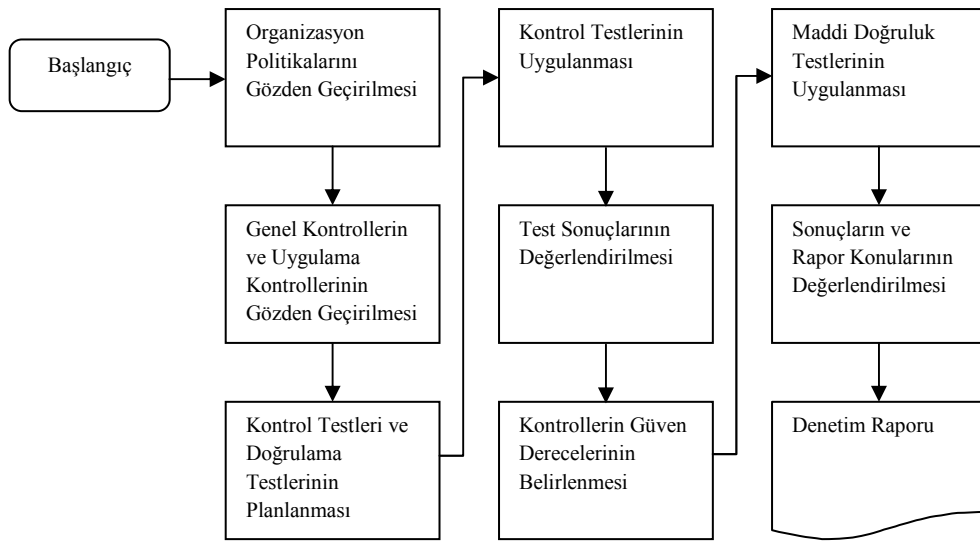 Başlangıç
Organizasyon
Politikalarını
Gözden Geçirilmesi
Genel Kontrollerin
ve Uygulama
Kontrollerinin
Gözden Geçirilmesi
Kontrol Testleri ve
Doğrulama
Testlerinin
Planlanması
Kontrol Testlerinin
Uygulanması
Test Sonuçlarının
Değerlendirilmesi
Kontrollerin Güven
Derecelerinin
Belirlenmesi
Maddi Doğruluk
Testlerinin
Uygulanması
Sonuçların ve
Rapor Konularının
Değerlendirilmesi
Denetim Raporu